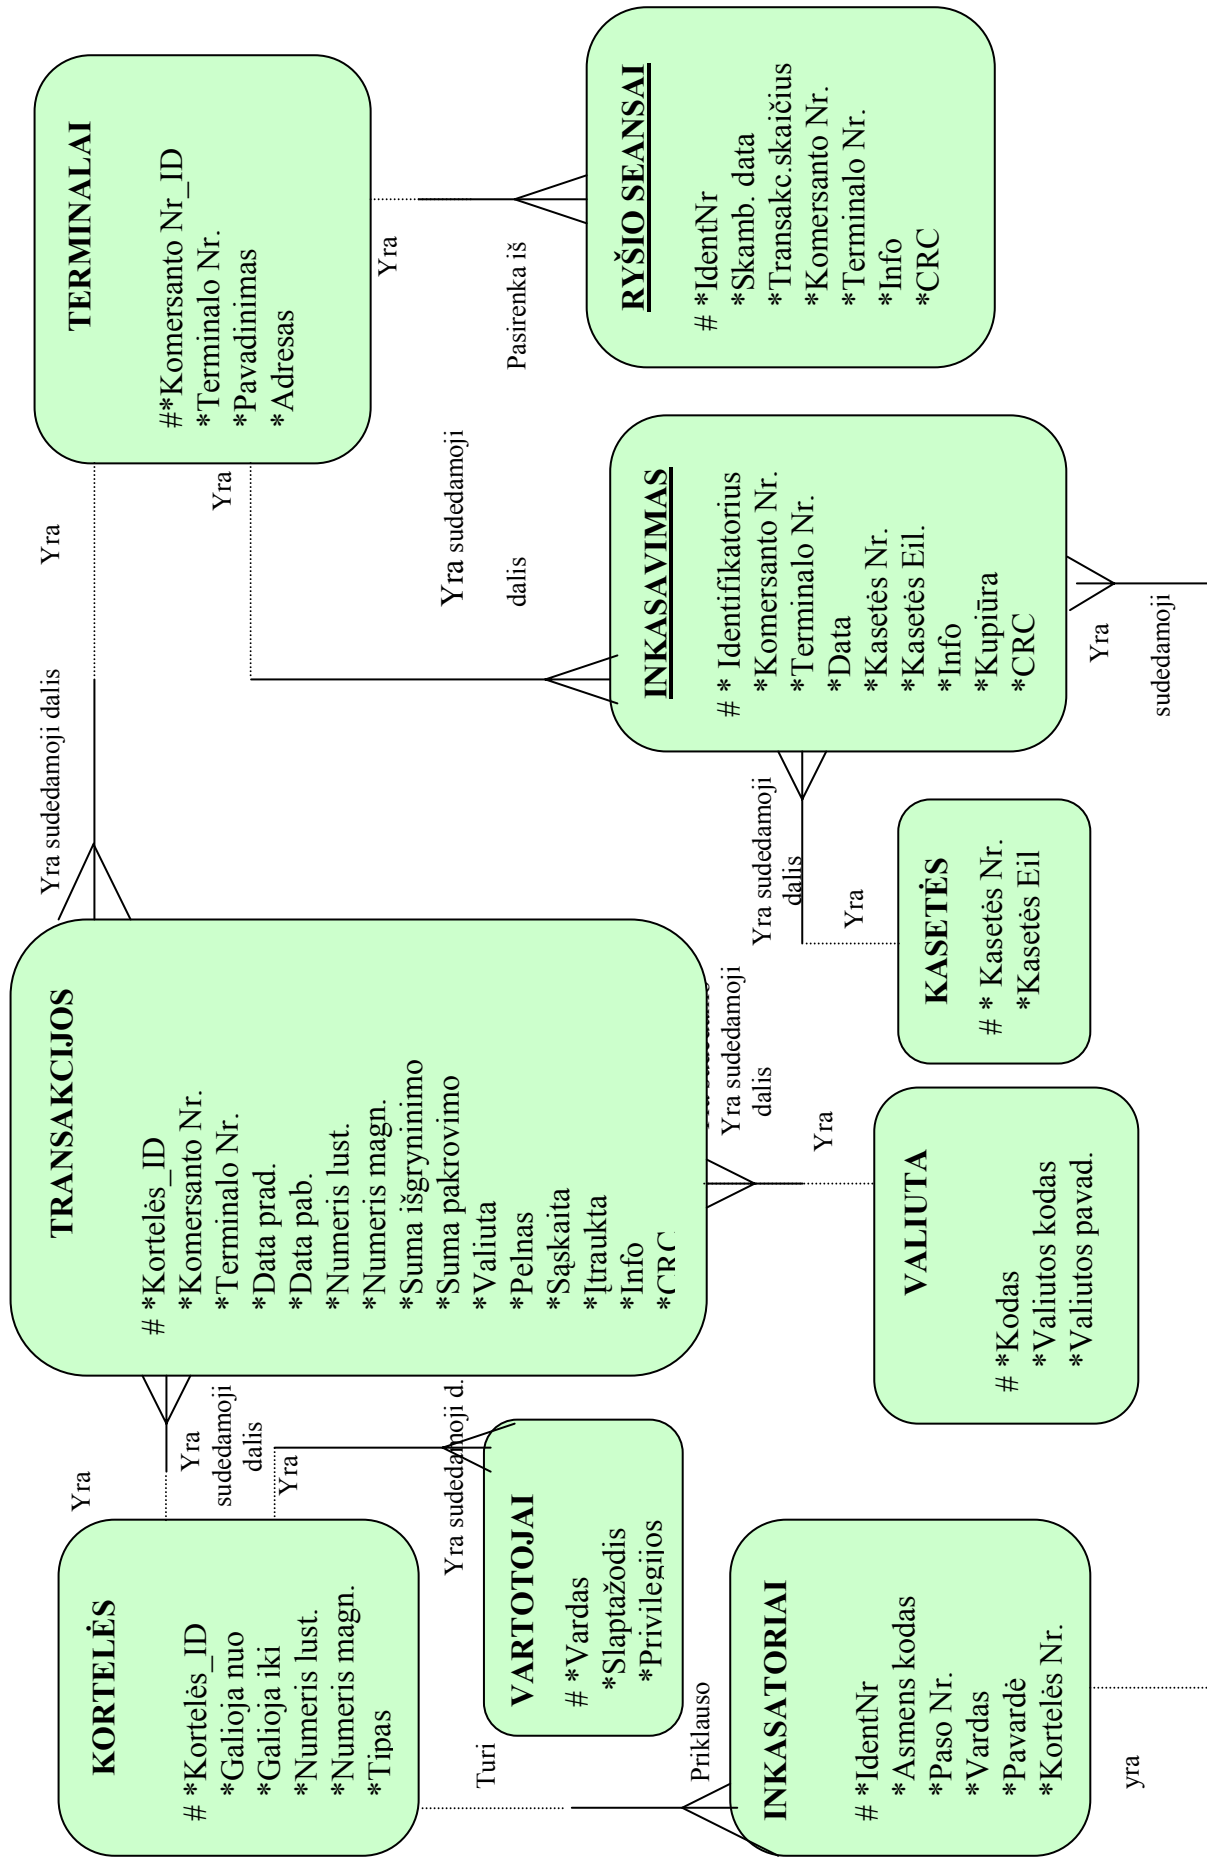 KORTELĖS
# *Kortelės_ID
*Galioja nuo
*Galioja iki
*Numeris lust.
*Numeris magn.
*Tipas
Yra
Yra
sudedamoji
dalis
Yra
TRANSAKCIJOS
# *Kortelės_ID
*Komersanto Nr.
*Terminalo Nr.
*Data prad.
*Data pab.
*Numeris lust.
*Numeris magn.
*Suma išgryninimo
*Suma pakrovimo
*Valiuta
*Pelnas
*Sąskaita
*Įtraukta
*Info
*CRC
Yra sudedamoji dalis
Yra
TERMINALAI
#*Komersanto Nr_ID
*Terminalo Nr.
*Pavadinimas
*Adresas
Yra
Yra
Yra sudedamoji
dalis
Pasirenka iš
Turi
Yra sudedamoji d.
VARTOTOJAI
# *Vardas
*Slaptažodis
*Privilegijos
Priklauso
Yra sudedamoji
dalis
Yra
Yra sudedamoji
dalis
Yra
INKASAVIMAS
# * Identifikatorius
*Komersanto Nr.
*Terminalo Nr.
*Data
*Kasetės Nr.
*Kasetės Eil.
*Info
*Kupiūra
*CRC
RYŠIO SEANSAI
# *IdentNr
*Skamb. data
*Transakc.skaičius
*Komersanto Nr.
*Terminalo Nr.
*Info
*CRC
INKASATORIAI
# *IdentNr
*Asmens kodas
*Paso Nr.
*Vardas
*Pavardė
*Kortelės Nr.
VALIUTA
# *Kodas
*Valiutos kodas
*Valiutos pavad.
KASETĖS
# * Kasetės Nr.
*Kasetės Eil
yra
Yra
sudedamoji